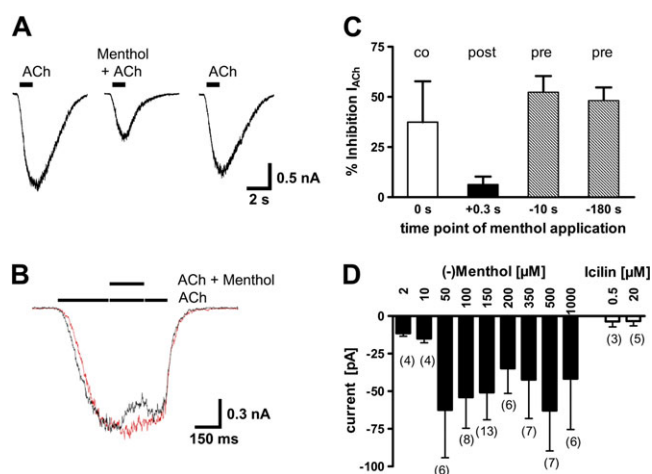 A
ACh
Menthol
+ ACh
ACh
0.5 nA
2 s
B
ACh + Menthol
ACh
0.3 nA
150 ms
C
% Inhibition IACh
75
50
25
0
co
post
pre
pre
0 s
+0.3 s
-10 s
-180 s
time point of menthol application
D
(-)Menthol [µM]
Icilin [µM]
2
10
50
100
150
200
350
500
1000
0.5
20
current [pA]
0
-25
-50
-75
-100
(4)
(4)
(6)
(8)
(13)
(6)
(7)
(7)
(6)
(3)
(5)